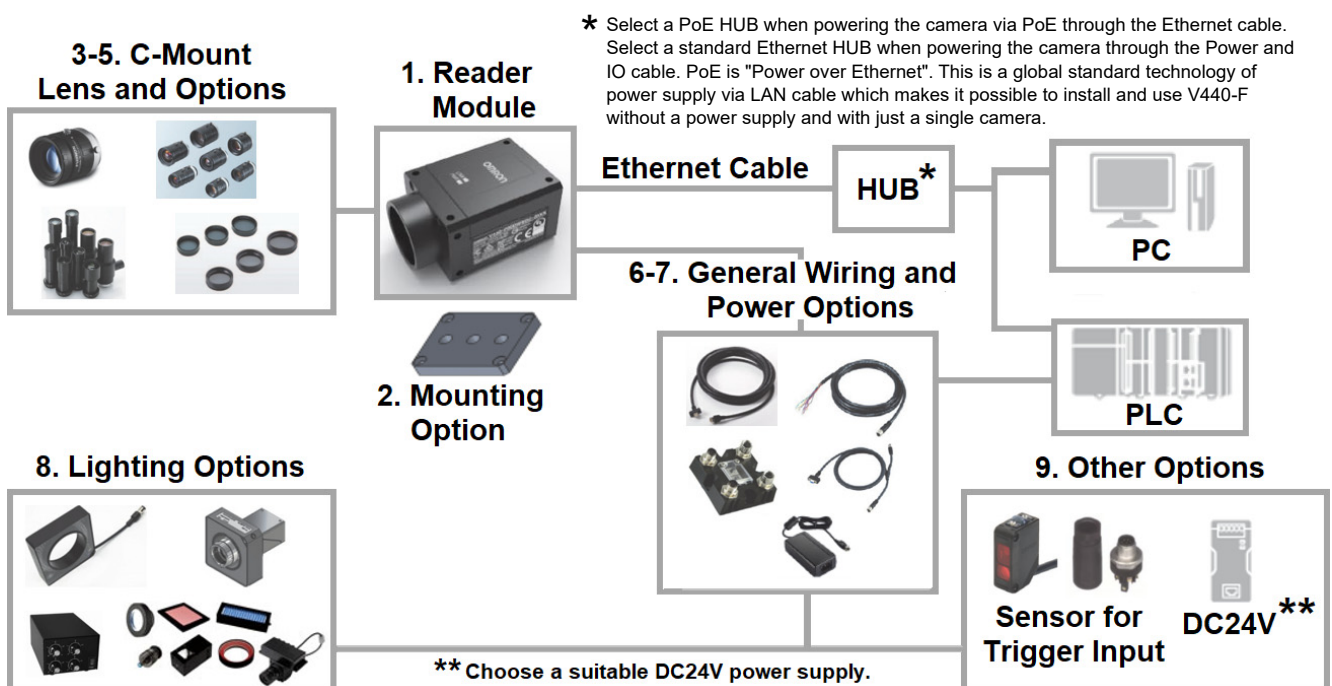 * Select a PoE HUB when powering the camera via PoE through the Ethernet cable.
Select a standard Ethernet HUB when powering the camera through the Power and
IO cable. PoE is "Power over Ethernet". This is a global standard technology of
power supply via LAN cable which makes it possible to install and use V440-F
without a power supply and with just a single camera.
3-5. C-Mount
Lens and Options
1. Reader
Module
OMRON
Ethernet Cable
HUB*
PC
6-7. General Wiring and
Power Options
2. Mounting
Option
PLC
8. Lighting Options
9. Other Options
Sensor for
Trigger Input
DC24V**
** Choose a suitable DC24V power supply.